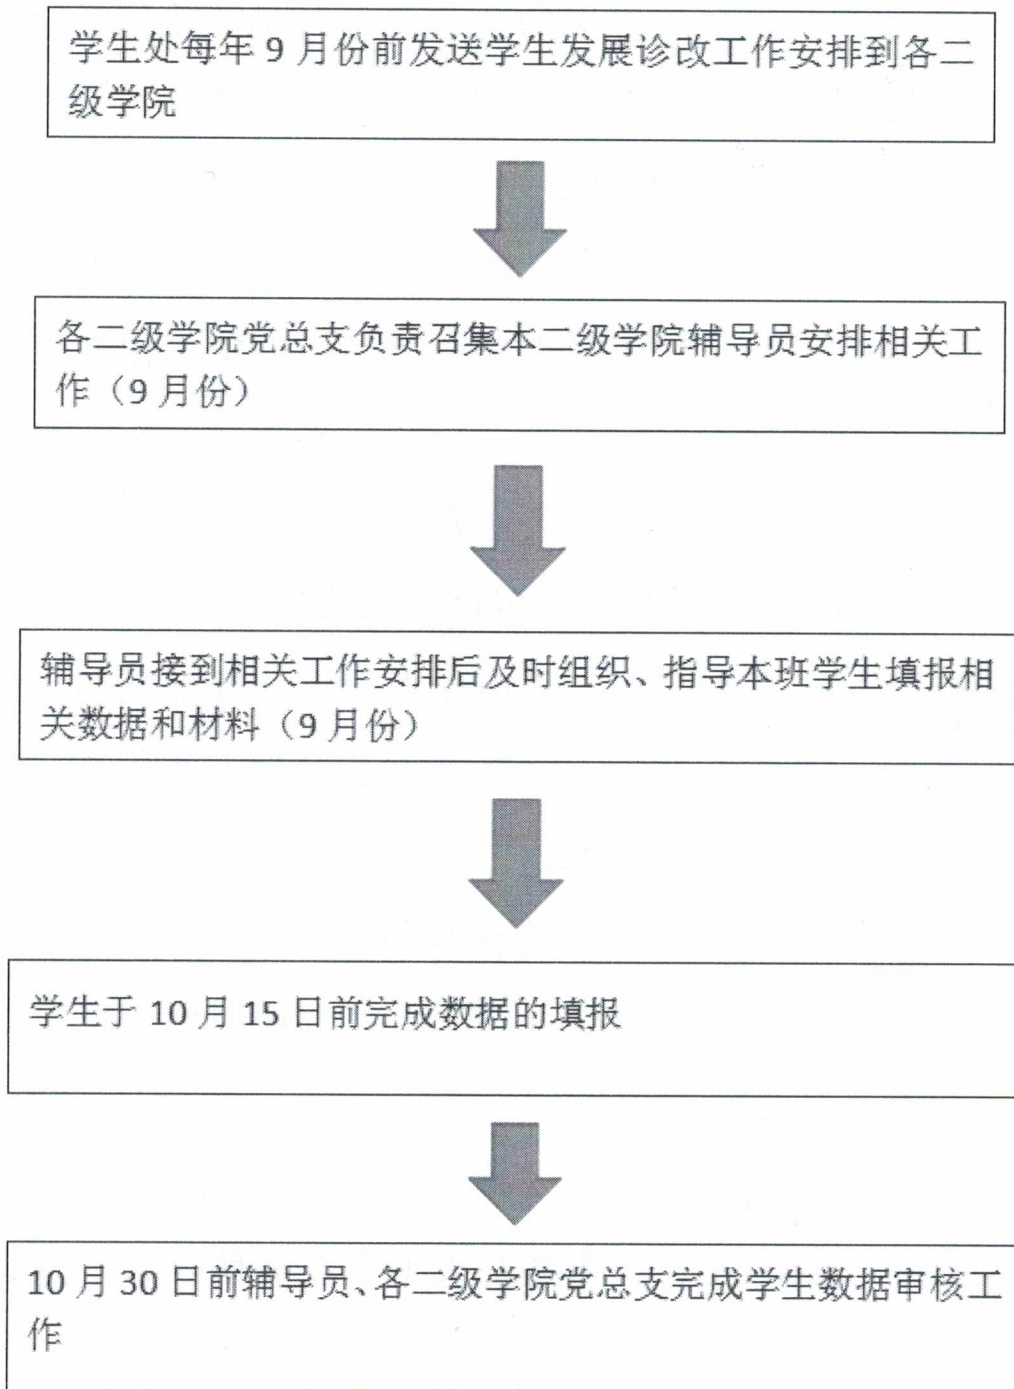 学生处每年 9 月份前发送学生发展诊改工作安排到各二
级学院
各二级学院党总支负责召集本二级学院辅导员安排相关工
作（9 月份）
辅导员接到相关工作安排后及时组织、指导本班学生填报相
关数据和材料（9 月份）
学生于 10 月 15 日前完成数据的填报
10 月 30 日前辅导员、各二级学院党总支完成学生数据审核工
作